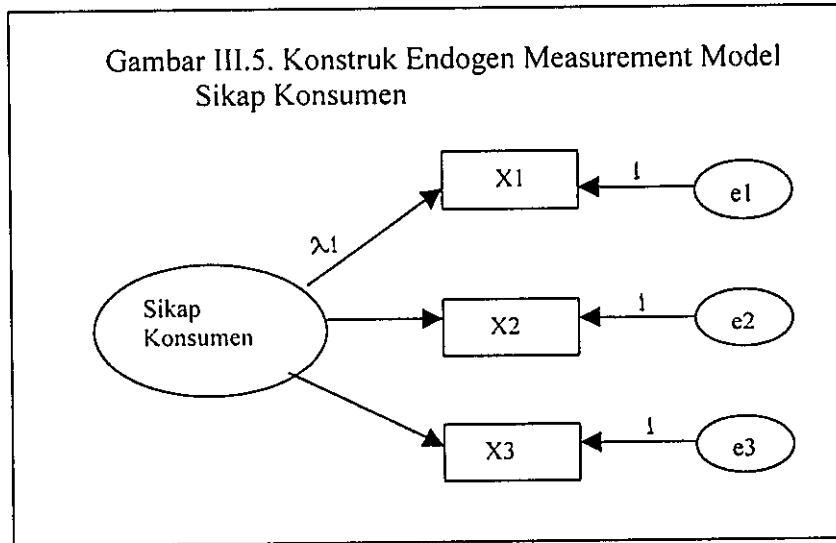 Gambar III.5. Konstruk Endogen Measurement Model
Sikap Konsumen
X1
1
e1
λ1
Sikap
Konsumen
X2
1
e2
X3
1
e3